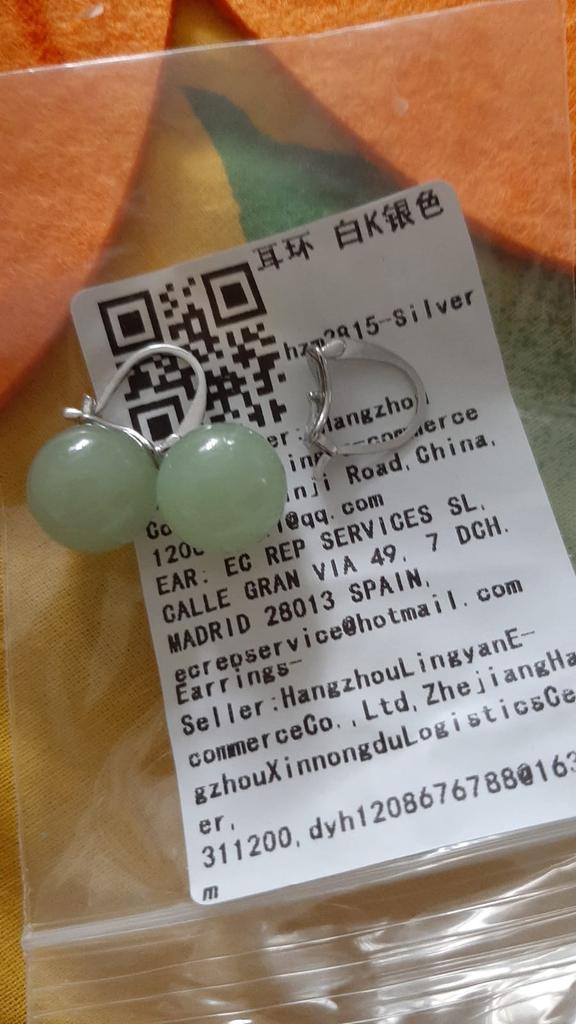 耳环 白K银色
2815-Silver
Hangzhou
commerce
Road, China,
@qq.com
EAR: EC REP SERVICES SL,
CALLE GRAN VIA 49, 7 DCH.
MADRID 28013 SPAIN,
ecrepservice@hotmail.com
Earrings-
Seller:HangzhouLingyanE-
commerceCo.,Ltd,ZhejiangHa
gzhouXinnongduLogisticsCe
er,
311200,dyh1208676788@163
m